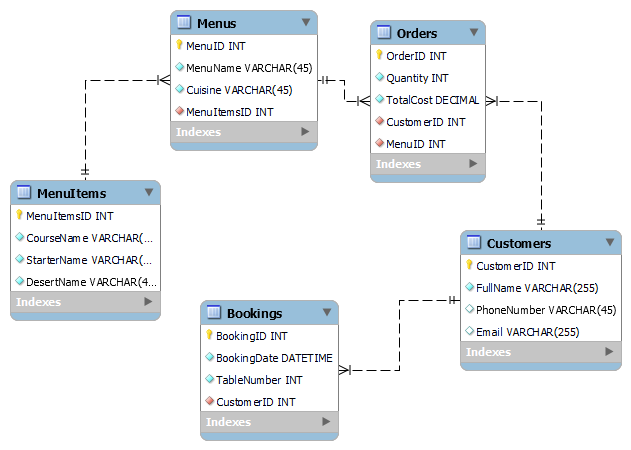 Menus
MenuID INT
MenuName VARCHAR(45)
Cuisine VARCHAR(45)
MenuItemsID INT
Indexes
Orders
OrderID INT
Quantity INT
TotalCost DECIMAL
CustomerID INT
MenuID INT
Indexes
MenuItems
MenuItemsID INT
CourseName VARCHAR(...
StarterName VARCHAR(...
DesertName VARCHAR(4...
Indexes
Customers
CustomerID INT
FullName VARCHAR(255)
PhoneNumber VARCHAR(45)
Email VARCHAR(255)
Indexes
Bookings
BookingID INT
BookingDate DATETIME
TableNumber INT
CustomerID INT
Indexes